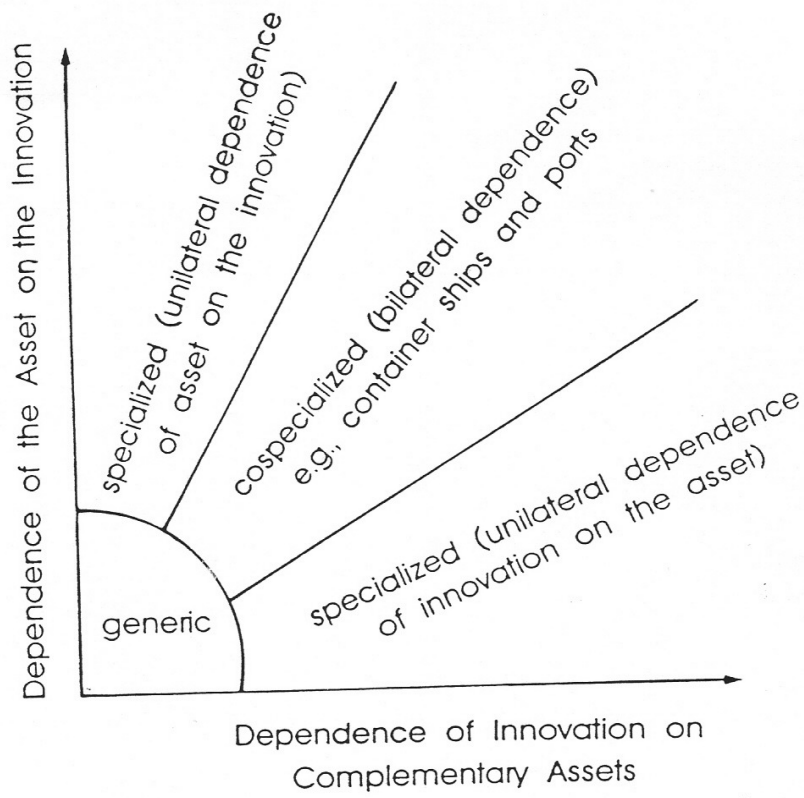 Dependence of the Asset on the Innovation
specialized (unilateral dependence
of asset on the innovation)
cospecialized (bilateral dependence)
e.g., container ships and ports
specialized (unilateral dependence
of innovation on the asset)
generic
Dependence of Innovation on
Complementary Assets